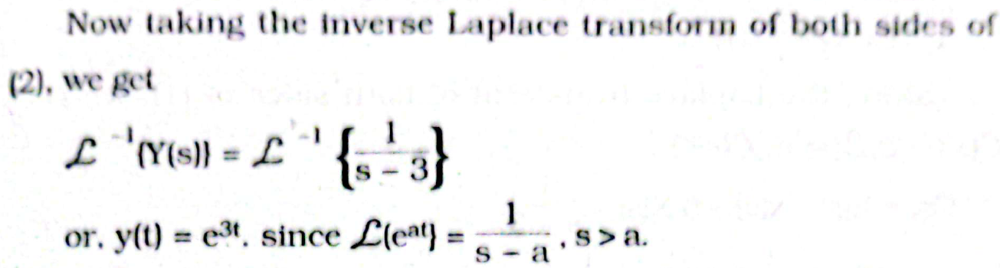 Now taking the inverse Laplace transform of both sides of
(2), we get
ℒ⁻¹{Y(s)} = ℒ⁻¹ {1/(s – 3)}
or, y(t) = e³ᵗ, since ℒ{eᵃᵗ} = 1/(s – a), s > a.